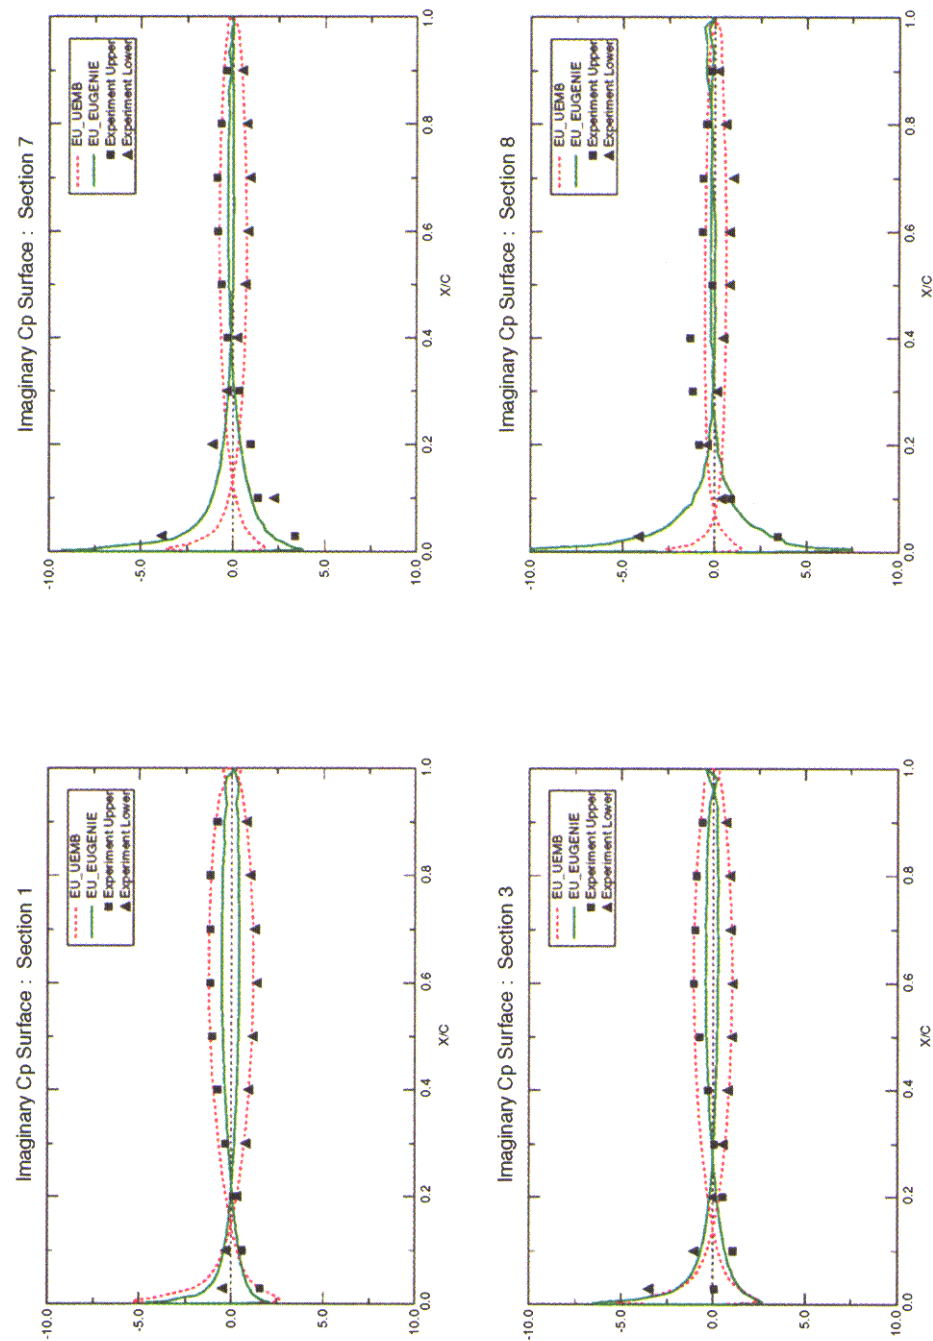 Imaginary Cp Surface : Section 1
-10.0
-5.0
0.0
5.0
10.0
0.0
0.2
0.4
0.6
0.8
1.0
X/C
EU_UEMB
EU_EUGENIE
Experiment Upper
Experiment Lower
Imaginary Cp Surface : Section 7
-10.0
-5.0
0.0
5.0
10.0
0.0
0.2
0.4
0.6
0.8
1.0
X/C
EU_UEMB
EU_EUGENIE
Experiment Upper
Experiment Lower
Imaginary Cp Surface : Section 3
-10.0
-5.0
0.0
5.0
10.0
0.0
0.2
0.4
0.6
0.8
1.0
X/C
EU_UEMB
EU_EUGENIE
Experiment Upper
Experiment Lower
Imaginary Cp Surface : Section 8
-10.0
-5.0
0.0
5.0
10.0
0.0
0.2
0.4
0.6
0.8
1.0
X/C
EU_UEMB
EU_EUGENIE
Experiment Upper
Experiment Lower